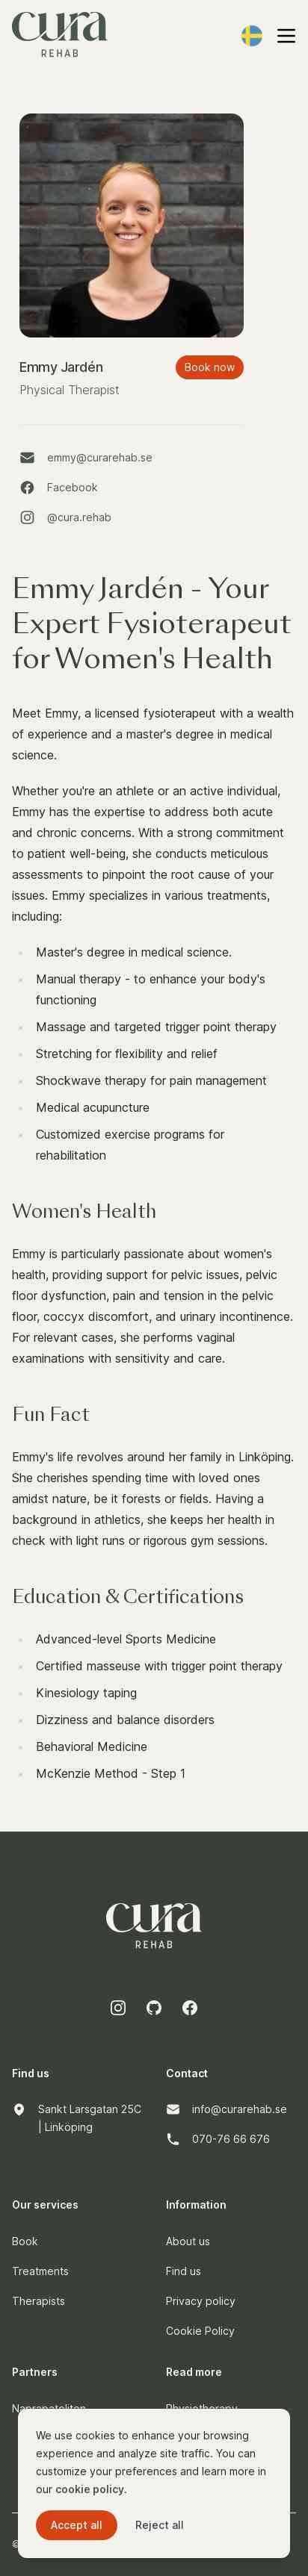 cura
REHAB
Emmy Jardén
Book now
Physical Therapist
emmy@curarehab.se
Facebook
@cura.rehab
Emmy Jardén - Your
Expert Fysioterapeut
for Women's Health
Meet Emmy, a licensed fysioterapeut with a wealth
of experience and a master's degree in medical
science.
Whether you're an athlete or an active individual,
Emmy has the expertise to address both acute
and chronic concerns. With a strong commitment
to patient well-being, she conducts meticulous
assessments to pinpoint the root cause of your
issues. Emmy specializes in various treatments,
including:
Master's degree in medical science.
Manual therapy - to enhance your body's
functioning
Massage and targeted trigger point therapy
Stretching for flexibility and relief
Shockwave therapy for pain management
Medical acupuncture
Customized exercise programs for
rehabilitation
Women's Health
Emmy is particularly passionate about women's
health, providing support for pelvic issues, pelvic
floor dysfunction, pain and tension in the pelvic
floor, coccyx discomfort, and urinary incontinence.
For relevant cases, she performs vaginal
examinations with sensitivity and care.
Fun Fact
Emmy's life revolves around her family in Linköping.
She cherishes spending time with loved ones
amidst nature, be it forests or fields. Having a
background in athletics, she keeps her health in
check with light runs or rigorous gym sessions.
Education & Certifications
Advanced-level Sports Medicine
Certified masseuse with trigger point therapy
Kinesiology taping
Dizziness and balance disorders
Behavioral Medicine
McKenzie Method - Step 1
cura
REHAB
Find us
Sankt Larsgatan 25C
| Linköping
Contact
info@curarehab.se
070-76 66 676
Our services
Book
Treatments
Therapists
Information
About us
Find us
Privacy policy
Cookie Policy
Partners
Read more
We use cookies to enhance your browsing
experience and analyze site traffic. You can
customize your preferences and learn more in
our cookie policy.
Accept all
Reject all